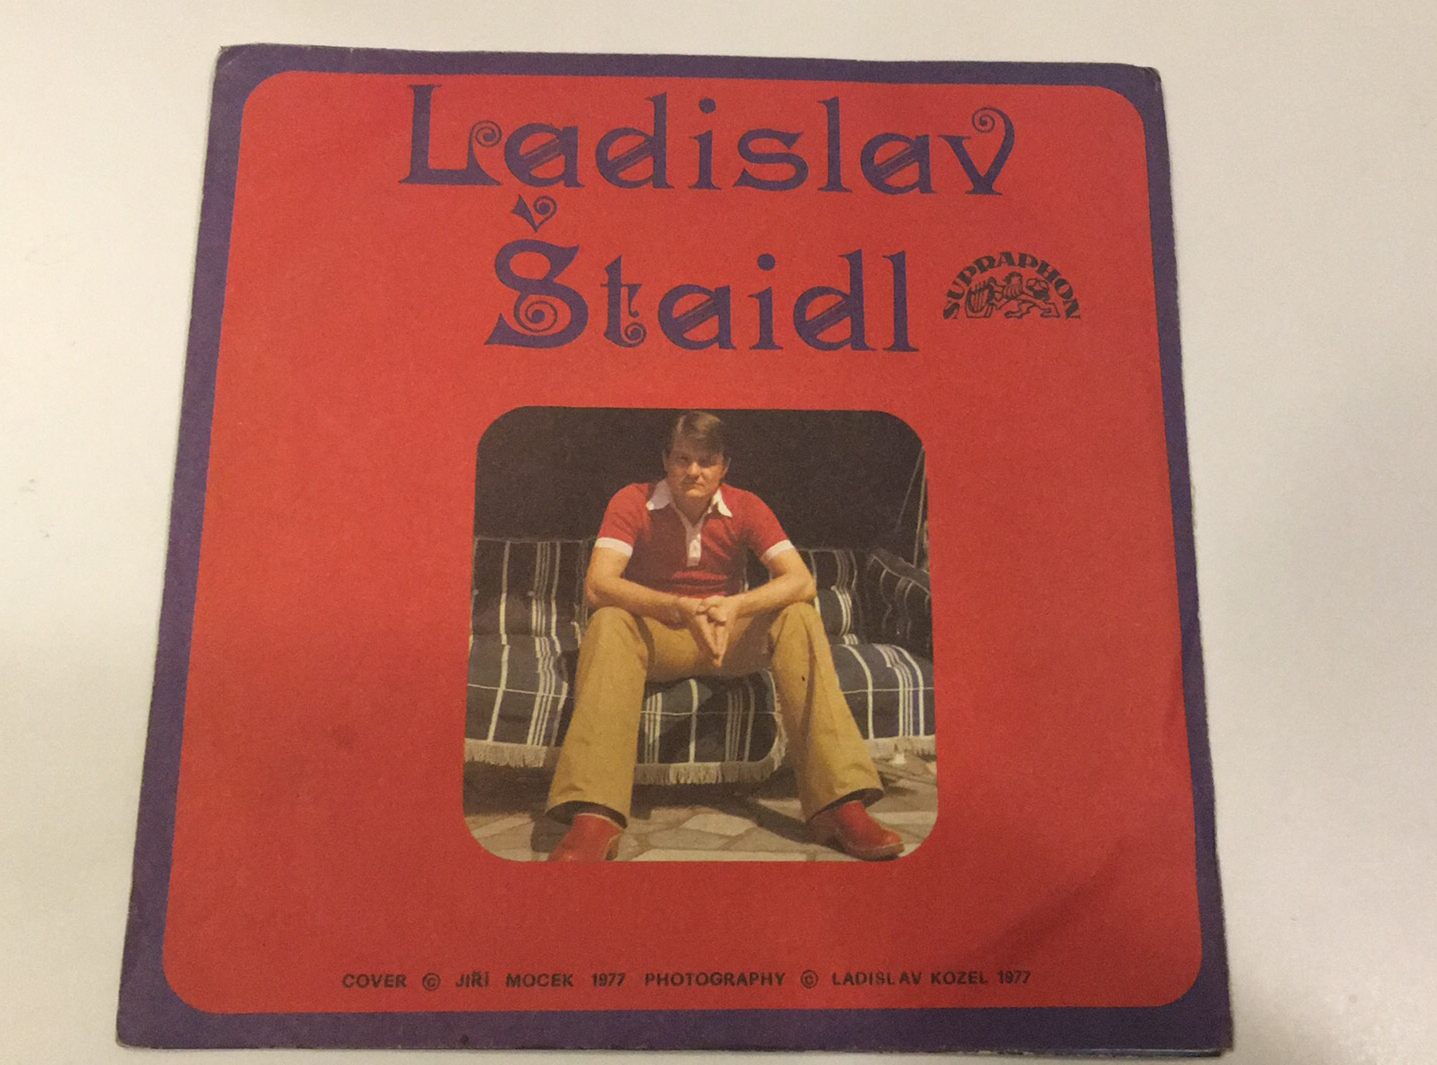 Ladislav
Štaidl
SUPRAPHON
COVER © JIŘÍ MOCEK 1977 PHOTOGRAPHY © LADISLAV KOZEL 1977